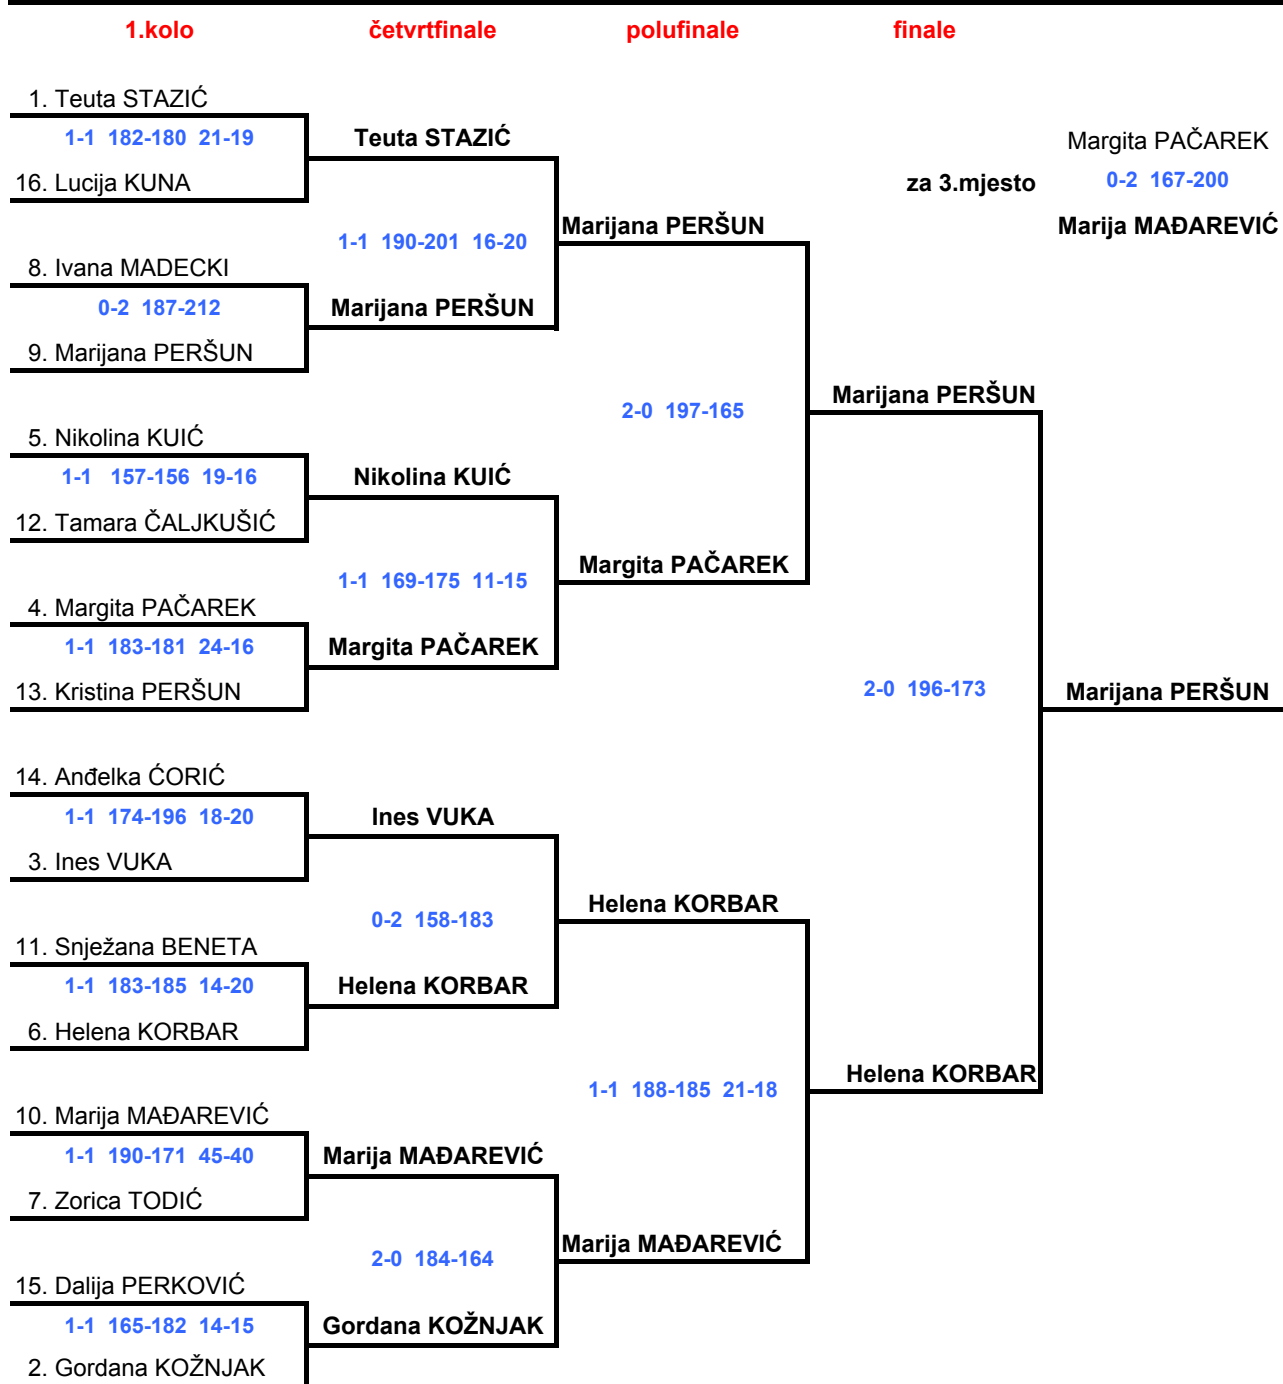 1.kolo četvrtfinale polufinale finale
1. Teuta STAZIĆ
1-1 182-180 21-19
Teuta STAZIĆ
Margita PAČAREK
16. Lucija KUNA
za 3.mjesto
0-2 167-200
1-1 190-201 16-20
Marijana PERŠUN
Marija MAĐAREVIĆ
8. Ivana MADECKI
0-2 187-212
Marijana PERŠUN
9. Marijana PERŠUN
2-0 197-165
Marijana PERŠUN
5. Nikolina KUIĆ
1-1 157-156 19-16
Nikolina KUIĆ
12. Tamara ČALJKUŠIĆ
1-1 169-175 11-15
Margita PAČAREK
4. Margita PAČAREK
1-1 183-181 24-16
Margita PAČAREK
13. Kristina PERŠUN
2-0 196-173
Marijana PERŠUN
14. Anđelka ĆORIĆ
1-1 174-196 18-20
Ines VUKA
3. Ines VUKA
0-2 158-183
Helena KORBAR
11. Snježana BENETA
1-1 183-185 14-20
Helena KORBAR
6. Helena KORBAR
1-1 188-185 21-18
Helena KORBAR
10. Marija MAĐAREVIĆ
1-1 190-171 45-40
Marija MAĐAREVIĆ
7. Zorica TODIĆ
2-0 184-164
Marija MAĐAREVIĆ
15. Dalija PERKOVIĆ
1-1 165-182 14-15
Gordana KOŽNJAK
2. Gordana KOŽNJAK